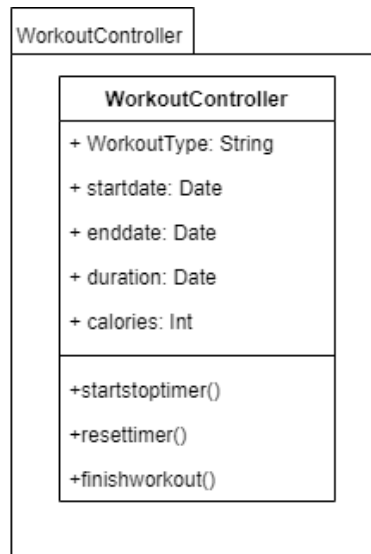 WorkoutController
WorkoutController
+ WorkoutType: String
+ startdate: Date
+ enddate: Date
+ duration: Date
+ calories: Int
+startstoptimer()
+resettimer()
+finishworkout()